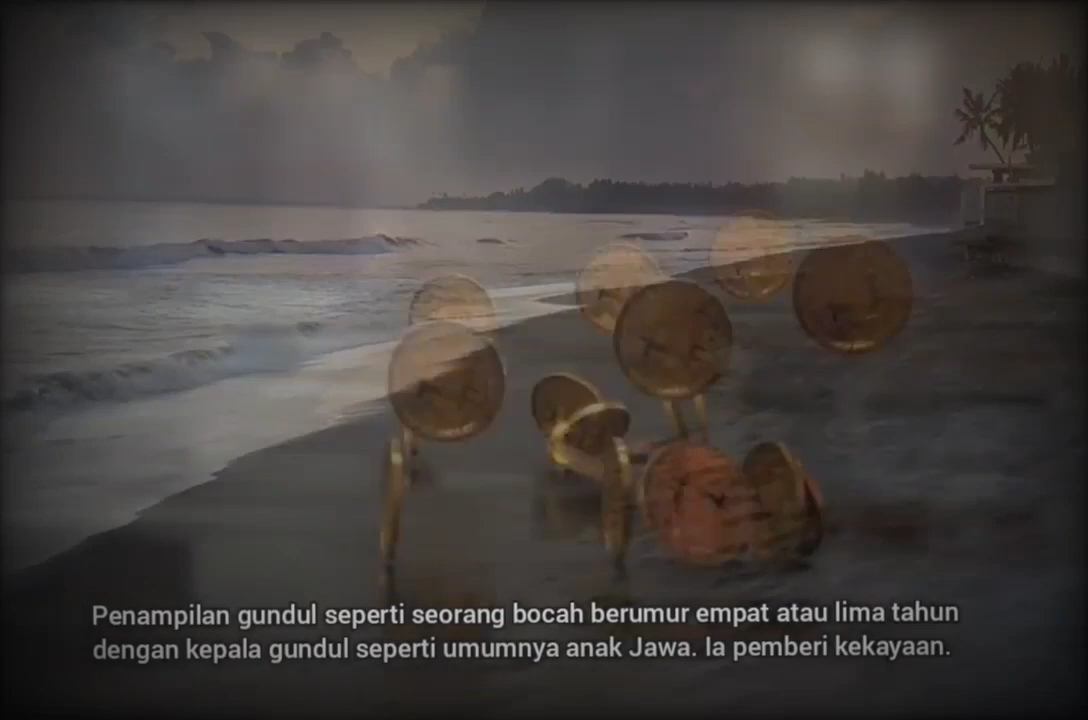 Penampilan gundul seperti seorang bocah berumur empat atau lima tahun
dengan kepala gundul seperti umumnya anak Jawa. Ia pemberi kekayaan.